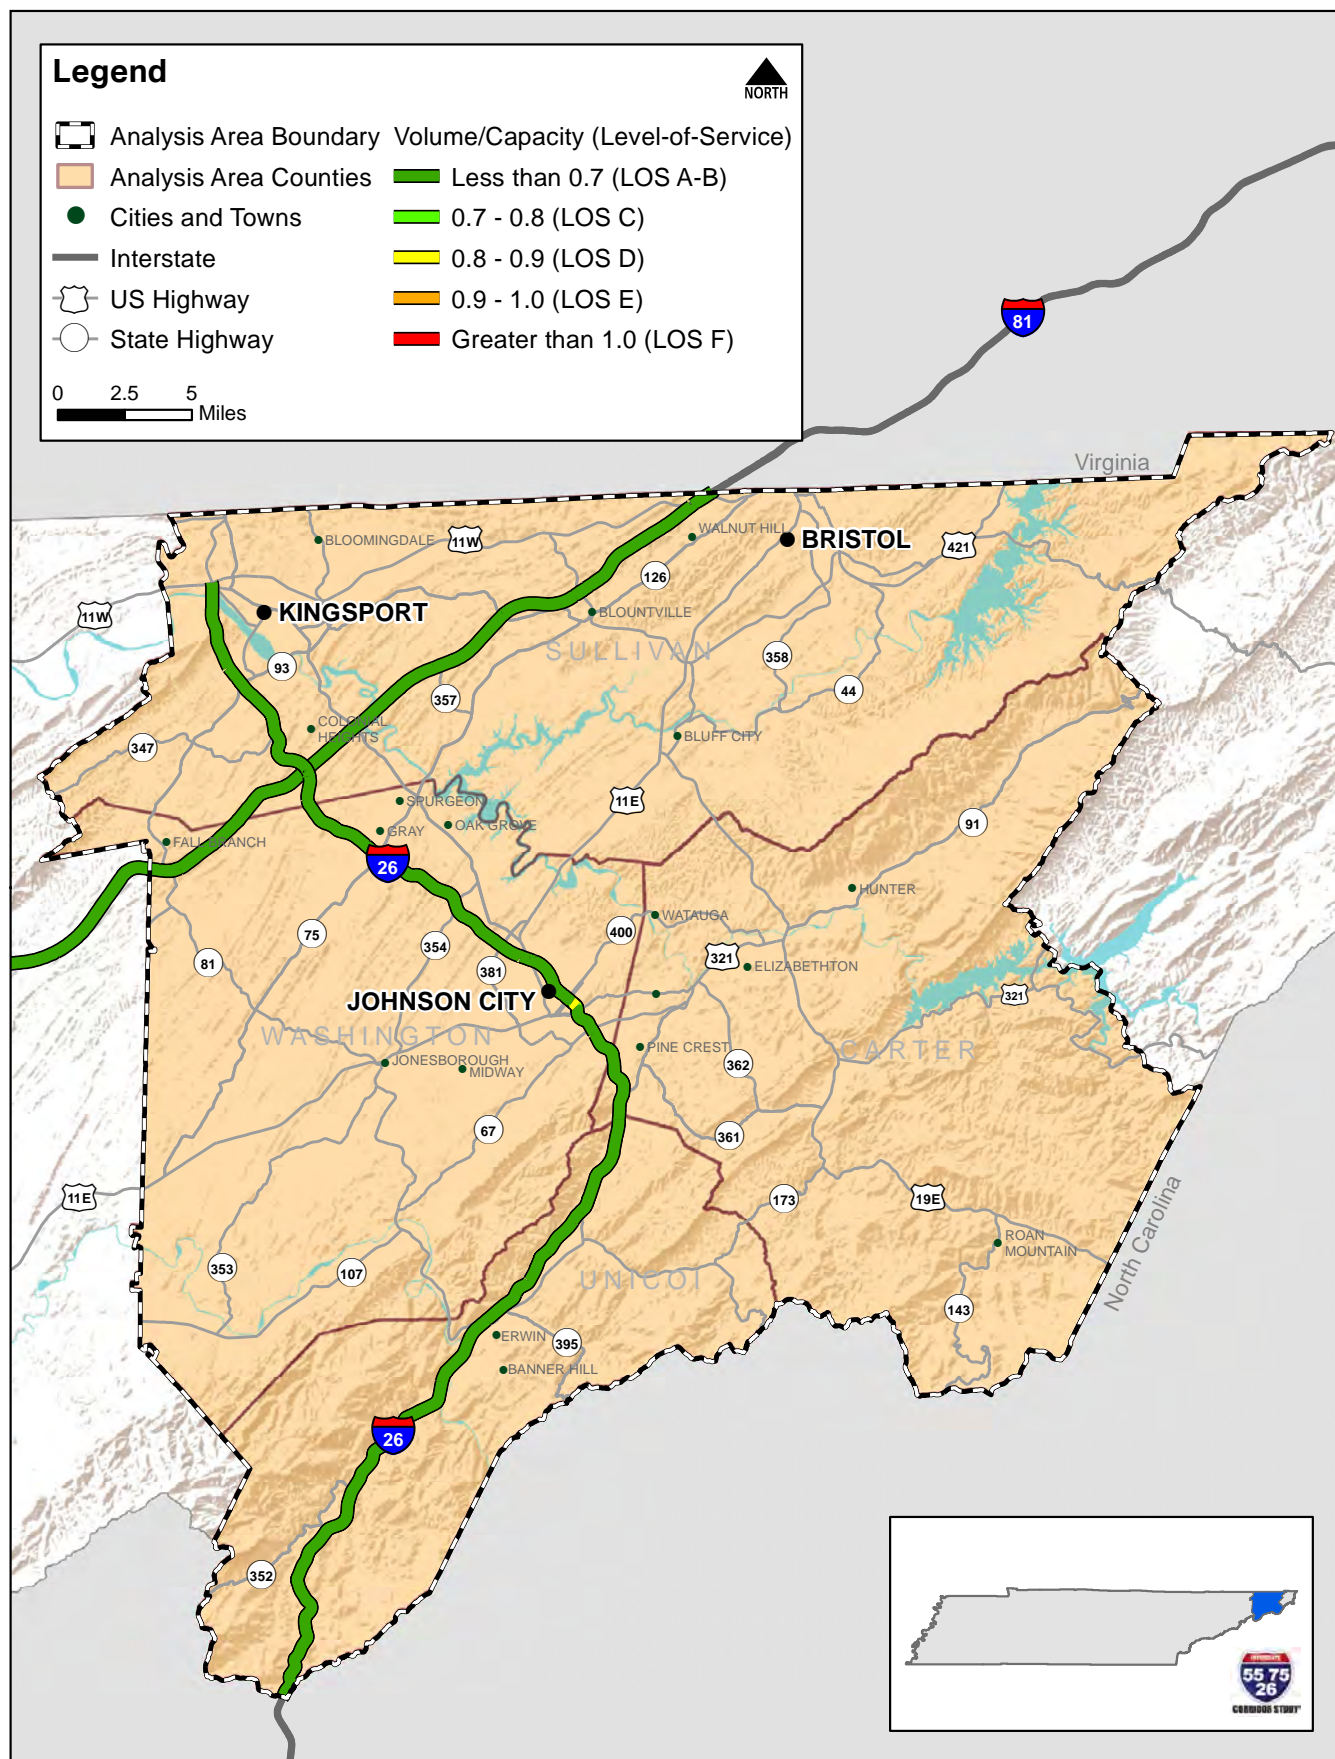 Legend
NORTH
Analysis Area Boundary
Analysis Area Counties
Cities and Towns
Interstate
US Highway
State Highway
Volume/Capacity (Level-of-Service)
Less than 0.7 (LOS A-B)
0.7 - 0.8 (LOS C)
0.8 - 0.9 (LOS D)
0.9 - 1.0 (LOS E)
Greater than 1.0 (LOS F)
0 2.5 5
Miles
81
Virginia
BLOOMINGDALE
11W
WALNUT HILL
BRISTOL
421
126
11W
KINGSPORT
BLOUNTVILLE
SULLIVAN
93
358
357
44
COLONIAL
HEIGHTS
347
BLUFF CITY
SPURGEON
11E
GRAY
OAK GROVE
91
FALL BRANCH
26
HUNTER
WATAUGA
75
354
400
321
81
381
ELIZABETHTON
JOHNSON CITY
321
WASHINGTON
PINE CREST
CARTER
JONESBOROUGH
MIDWAY
362
67
361
11E
173
19E
North Carolina
ROAN
MOUNTAIN
353
107
UNICOI
143
ERWIN
395
BANNER HILL
26
352
INTERSTATE
55 75
26
CORRIDOR STUDY